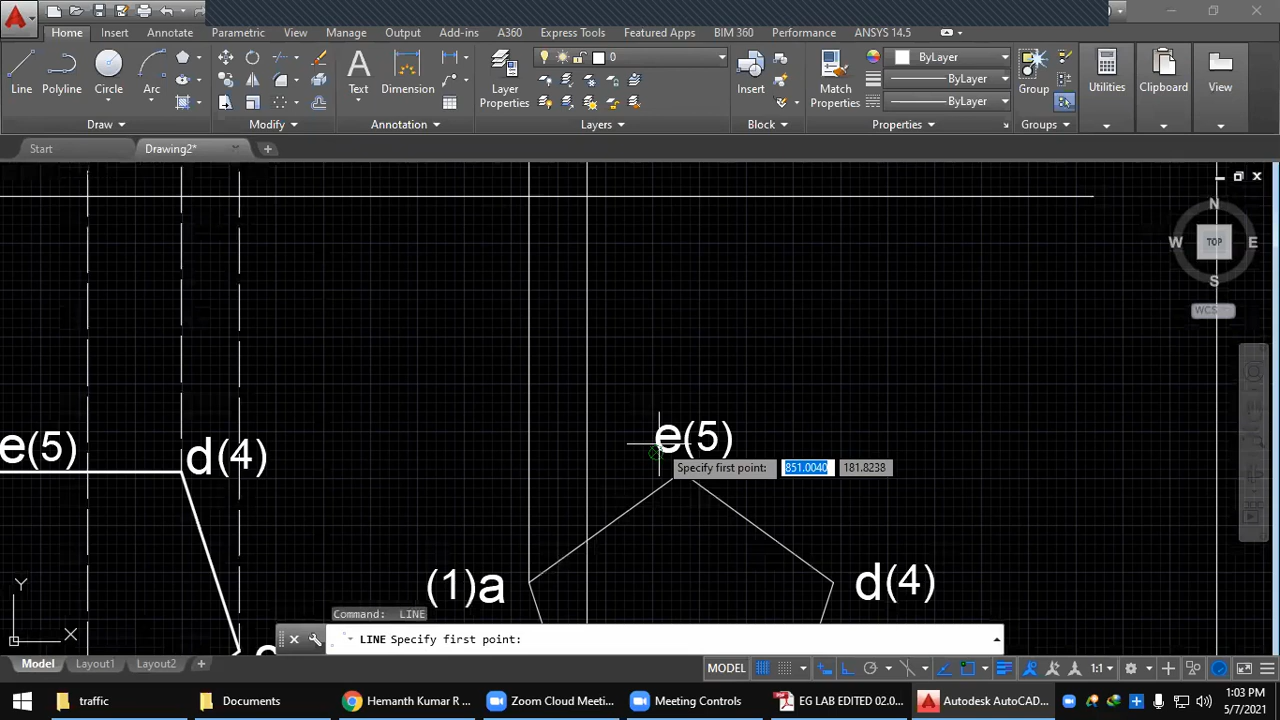 Home Insert Annotate Parametric View Manage Output Add-ins A360 Express Tools Featured Apps BIM 360 Performance ANSYS 14.5
0
ByLayer
ByLayer
ByLayer
Line Polyline Circle Arc Text Dimension Layer Properties Insert Match Properties Group Utilities Clipboard View
Draw Modify Annotation Layers Block Properties Groups
Start Drawing2*
N
W TOP E
S
WCS
e(5)
d(4)
e(5)
Specify first point: 851.0040 181.8238
(1)a
d(4)
Y
X
Command: LINE
LINE Specify first point:
Model Layout1 Layout2 MODEL 1:1
traffic Documents Hemanth Kumar R ... Zoom Cloud Meeti... Meeting Controls EG LAB EDITED 02.0... Autodesk AutoCAD... 1:03 PM
5/7/2021